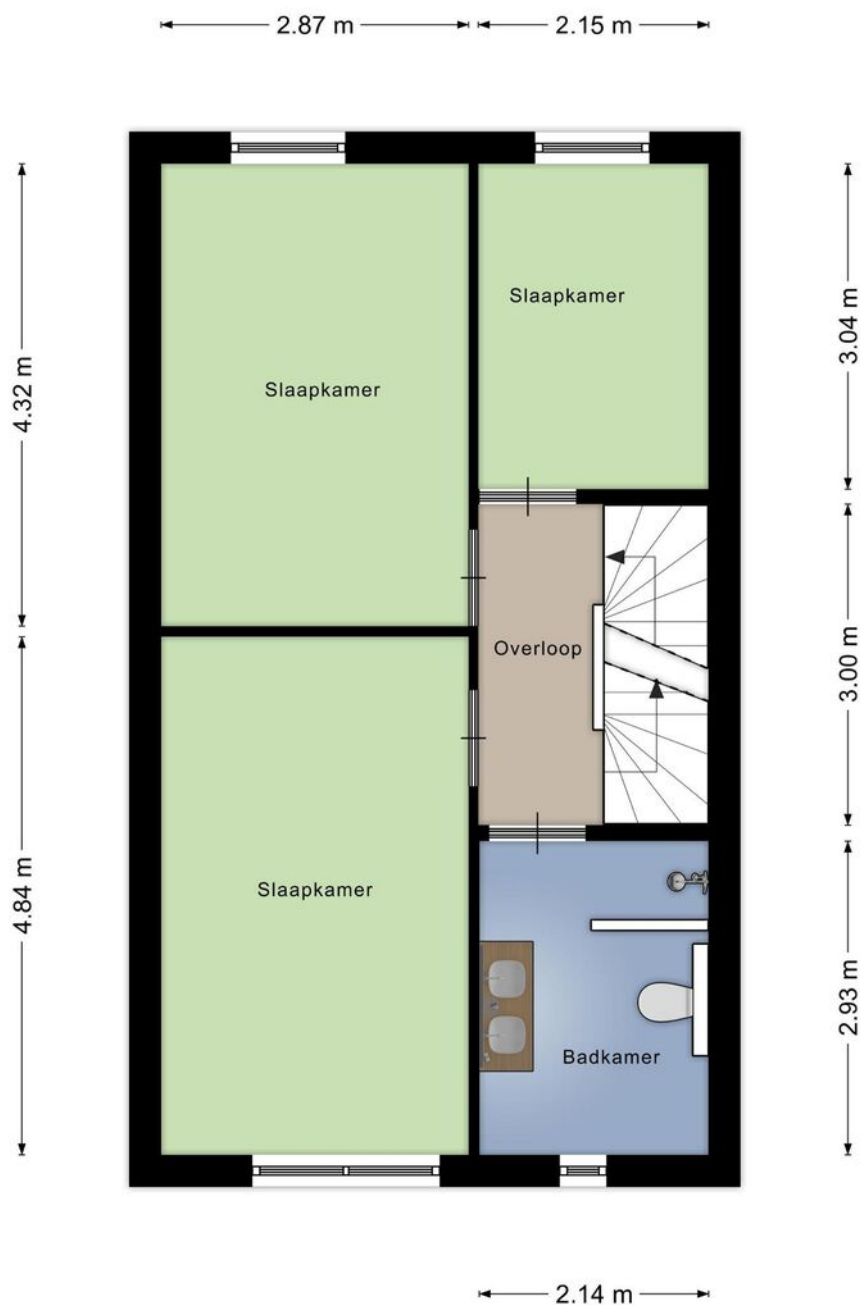 2.87 m
2.15 m
4.32 m
3.04 m
Slaapkamer
Slaapkamer
Overloop
3.00 m
4.84 m
Slaapkamer
2.93 m
Badkamer
2.14 m